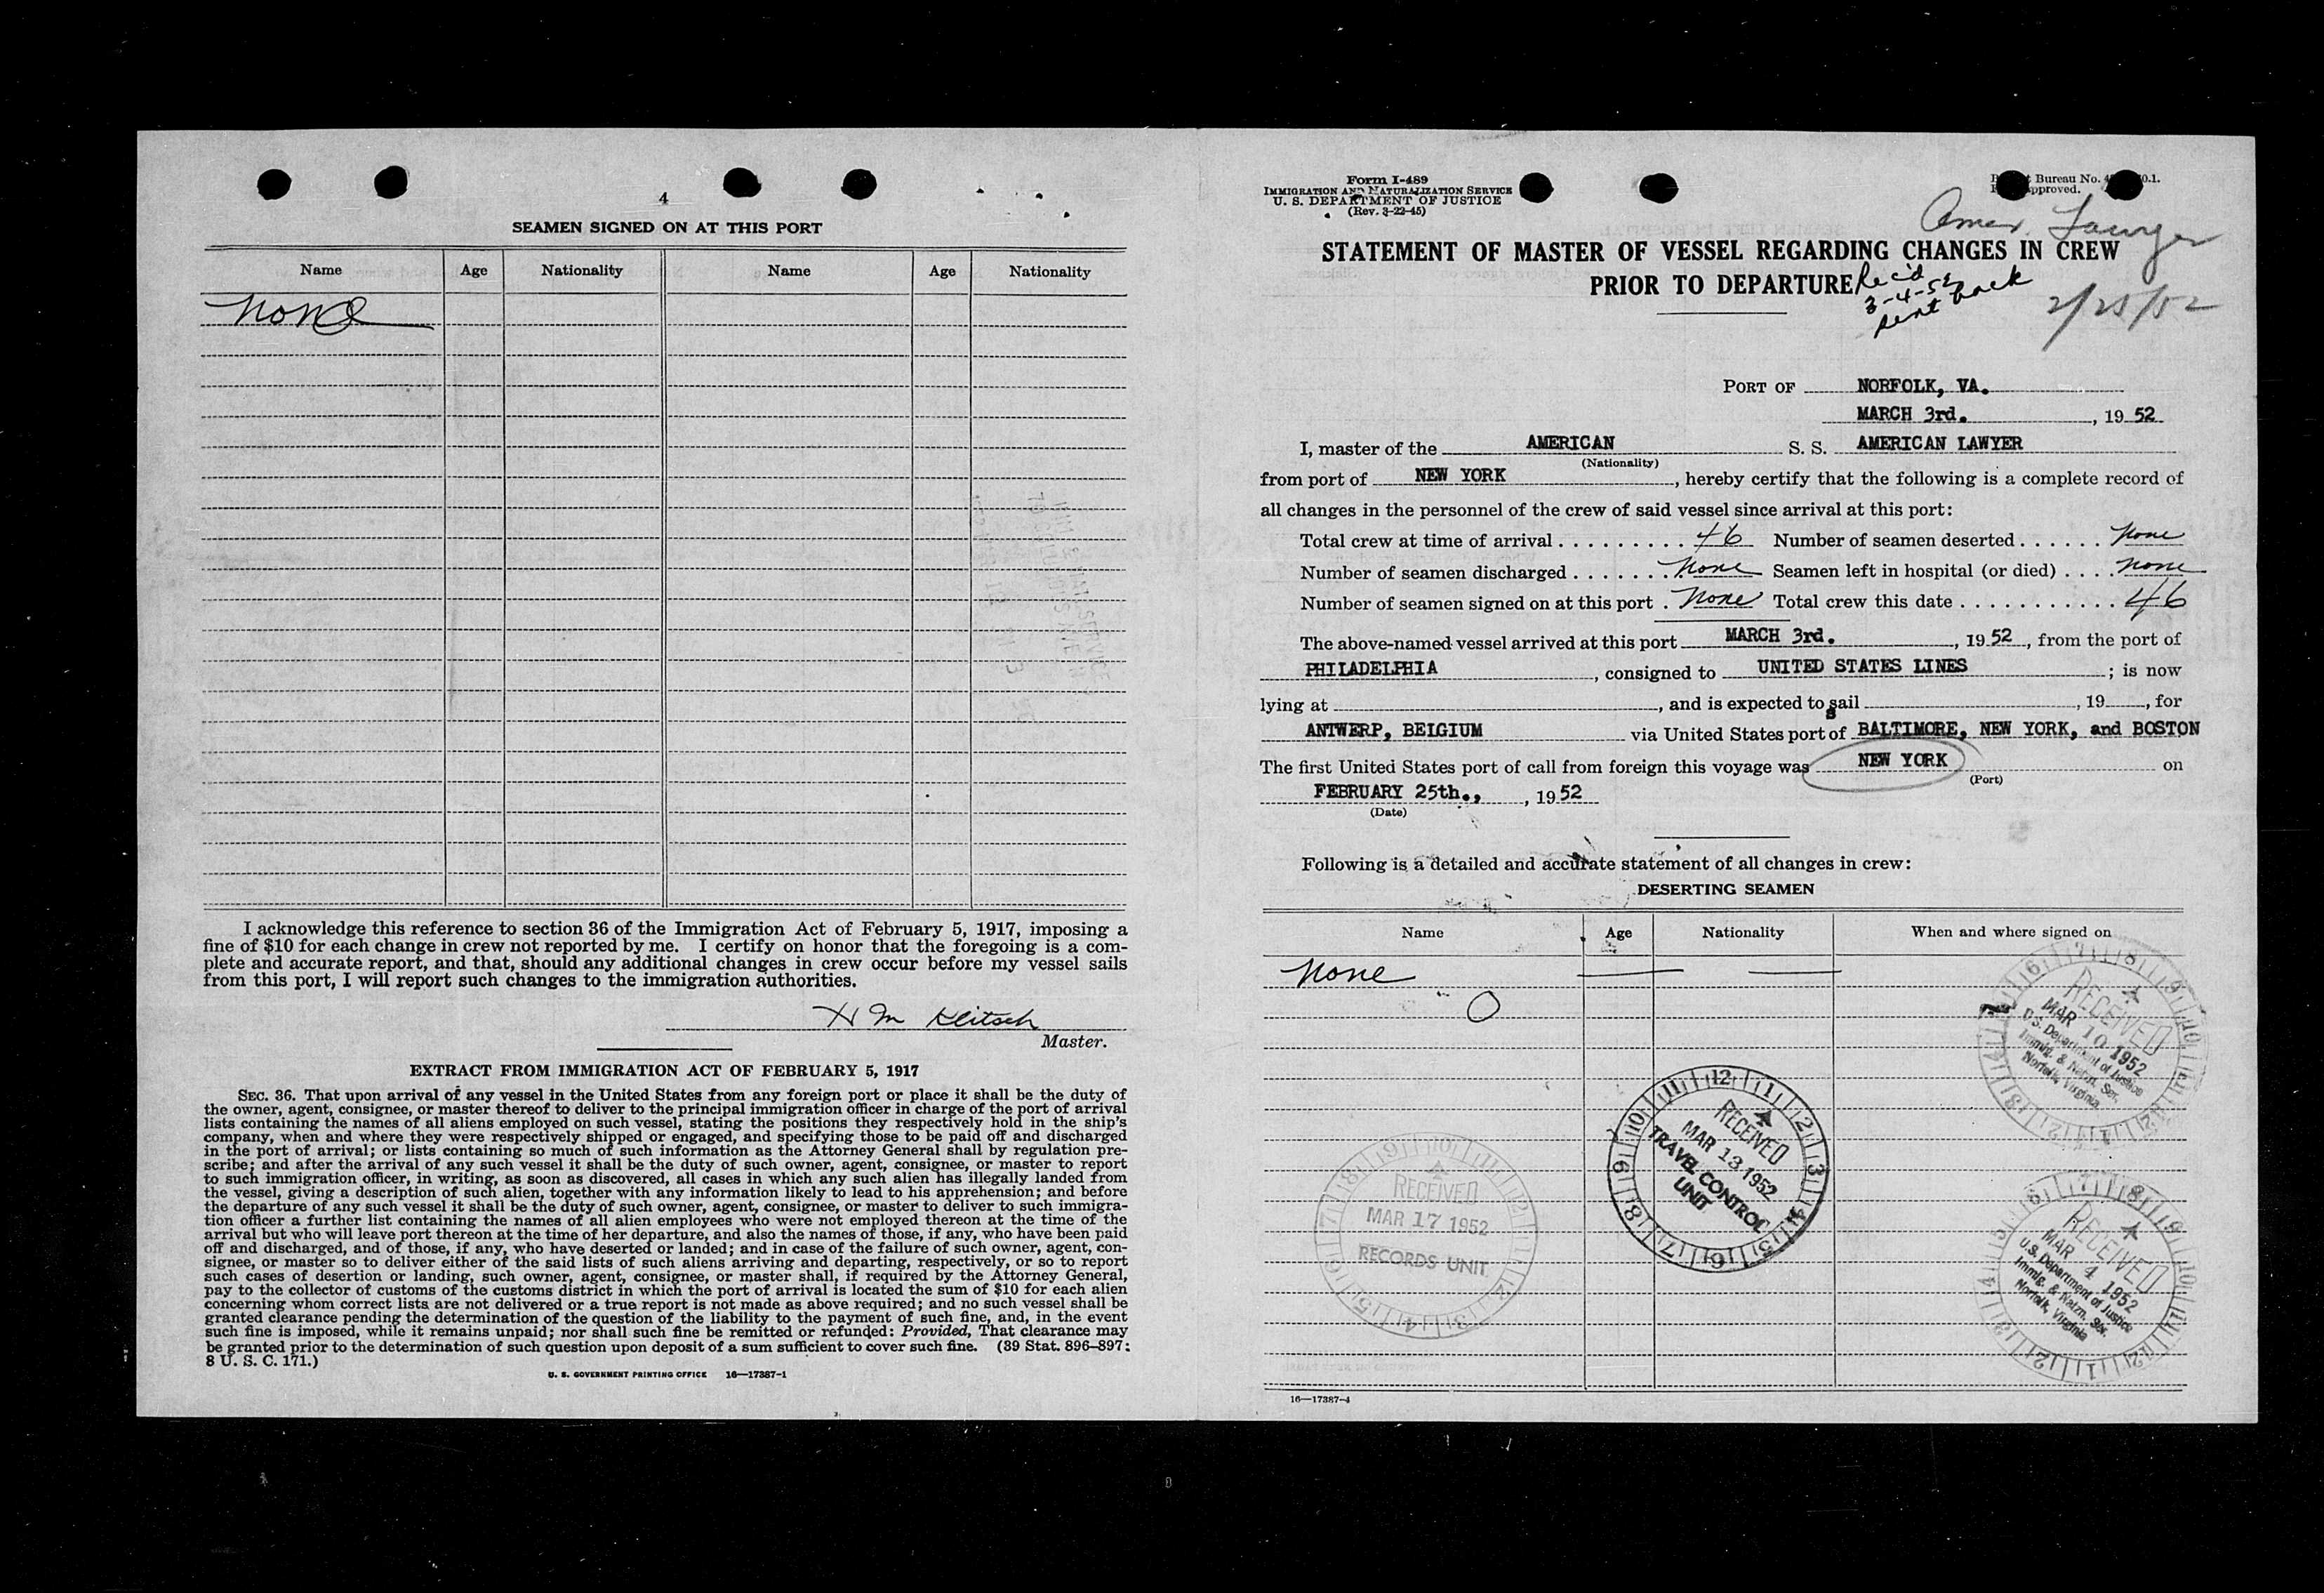 4
SEAMEN SIGNED ON AT THIS PORT
Name Age Nationality Name Age Nationality
None
I acknowledge this reference to section 36 of the Immigration Act of February 5, 1917, imposing a
fine of $10 for each change in crew not reported by me. I certify on honor that the foregoing is a com-
plete and accurate report, and that, should any additional changes in crew occur before my vessel sails
from this port, I will report such changes to the immigration authorities.
H M Klitsch
Master.
EXTRACT FROM IMMIGRATION ACT OF FEBRUARY 5, 1917
SEC. 36. That upon arrival of any vessel in the United States from any foreign port or place it shall be the duty of
the owner, agent, consignee, or master thereof to deliver to the principal immigration officer in charge of the port of arrival
lists containing the names of all aliens employed on such vessel, stating the positions they respectively hold in the ship's
company, when and where they were respectively shipped or engaged, and specifying those to be paid off and discharged
in the port of arrival; or lists containing so much of such information as the Attorney General shall by regulation pre-
scribe; and after the arrival of any such vessel it shall be the duty of such owner, agent, consignee, or master to report
to such immigration officer, in writing, as soon as discovered, all cases in which any such alien has illegally landed from
the vessel, giving a description of such alien, together with any information likely to lead to his apprehension; and before
the departure of any such vessel it shall be the duty of such owner, agent, consignee, or master to deliver to such immigra-
tion officer a further list containing the names of all alien employees who were not employed thereon at the time of the
arrival but who will leave port thereon at the time of her departure, and also the names of those, if any, who have been paid
off and discharged, and of those, if any, who have deserted or landed; and in case of the failure of such owner, agent, con-
signee, or master so to deliver either of the said lists of such aliens arriving and departing, respectively, or so to report
such cases of desertion or landing, such owner, agent, consignee, or master shall, if required by the Attorney General,
pay to the collector of customs of the customs district in which the port of arrival is located the sum of $10 for each alien
concerning whom correct lists are not delivered or a true report is not made as above required; and no such vessel shall be
granted clearance pending the determination of the question of the liability to the payment of such fine, and, in the event
such fine is imposed, while it remains unpaid; nor shall such fine be remitted or refunded: Provided, That clearance may
be granted prior to the determination of such question upon deposit of a sum sufficient to cover such fine. (39 Stat. 896–897;
8 U. S. C. 171.)
U. S. GOVERNMENT PRINTING OFFICE 16—17387-1
Form I-489
IMMIGRATION AND NATURALIZATION SERVICE
U. S. DEPARTMENT OF JUSTICE
(Rev. 3-22-45)
Bureau No.
approved.
Amer. Lawyer
STATEMENT OF MASTER OF VESSEL REGARDING CHANGES IN CREW
PRIOR TO DEPARTURE
Rec'd
3-4-52
sent back
2/25/52
PORT OF NORFOLK, VA.
MARCH 3rd. , 19 52
I, master of the AMERICAN S. S. AMERICAN LAWYER
(Nationality)
from port of NEW YORK , hereby certify that the following is a complete record of
all changes in the personnel of the crew of said vessel since arrival at this port:
Total crew at time of arrival . . . . . . . . . 46 Number of seamen deserted . . . . . . None
Number of seamen discharged . . . . . . . None Seamen left in hospital (or died) . . . . None
Number of seamen signed on at this port . None Total crew this date . . . . . . . . . . . 46
The above-named vessel arrived at this port MARCH 3rd. , 19 52 , from the port of
PHILADELPHIA , consigned to UNITED STATES LINES ; is now
lying at , and is expected to sail , 19 , for
ANTWERP, BELGIUM via United States port of BALTIMORE, NEW YORK, and BOSTON
The first United States port of call from foreign this voyage was NEW YORK on
(Port)
FEBRUARY 25th., , 19 52
(Date)
Following is a detailed and accurate statement of all changes in crew:
DESERTING SEAMEN
Name Age Nationality When and where signed on
None
O
RECEIVED
MAR 10 1952
U.S. Department of Justice
Immig. & Natzn. Ser.
Norfolk, Virginia
RECEIVED
MAR 13 1952
TRAVEL CONTROL
UNIT
RECEIVED
MAR 17 1952
RECORDS UNIT
RECEIVED
MAR 4 1952
U.S. Department of Justice
Immig. & Natzn. Ser.
Norfolk, Virginia
16—17387-4